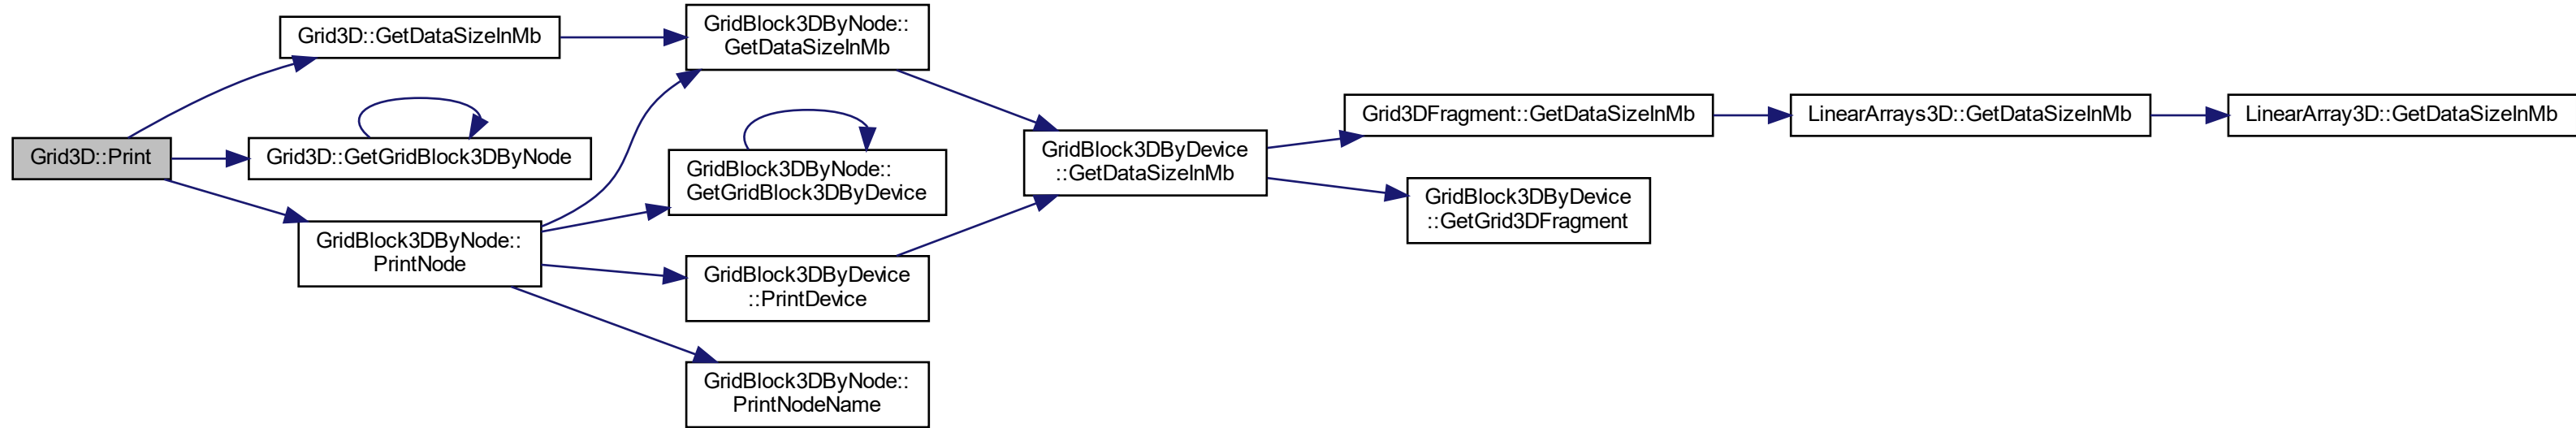 Grid3D::Print
Grid3D::GetDataSizeInMb
Grid3D::GetGridBlock3DByNode
GridBlock3DByNode::
PrintNode
GridBlock3DByNode::
GetDataSizeInMb
GridBlock3DByNode::
GetGridBlock3DByDevice
GridBlock3DByDevice
::PrintDevice
GridBlock3DByNode::
PrintNodeName
GridBlock3DByDevice
::GetDataSizeInMb
Grid3DFragment::GetDataSizeInMb
GridBlock3DByDevice
::GetGrid3DFragment
LinearArrays3D::GetDataSizeInMb
LinearArray3D::GetDataSizeInMb